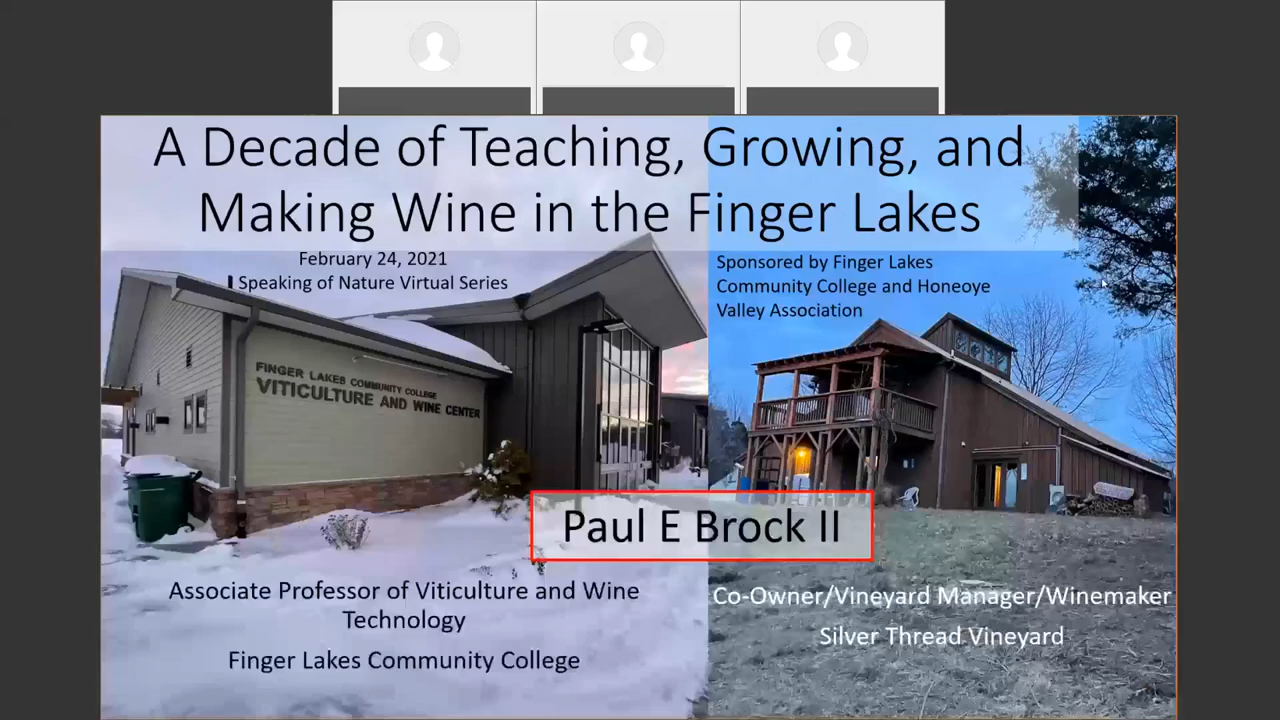 A Decade of Teaching, Growing, and
Making Wine in the Finger Lakes
February 24, 2021
Speaking of Nature Virtual Series
Sponsored by Finger Lakes
Community College and Honeoye
Valley Association
FINGER LAKES COMMUNITY COLLEGE
VITICULTURE AND WINE CENTER
Paul E Brock II
Associate Professor of Viticulture and Wine
Technology
Finger Lakes Community College
Co-Owner/Vineyard Manager/Winemaker
Silver Thread Vineyard